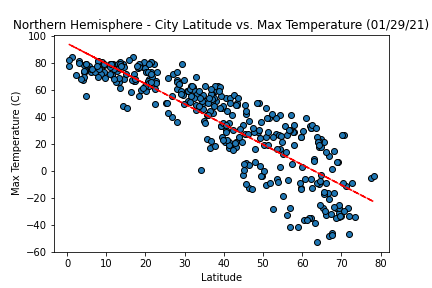 Northern Hemisphere - City Latitude vs. Max Temperature (01/29/21)
100
80
60
40
20
0
−20
−40
−60
Max Temperature (C)
0 10 20 30 40 50 60 70 80
Latitude